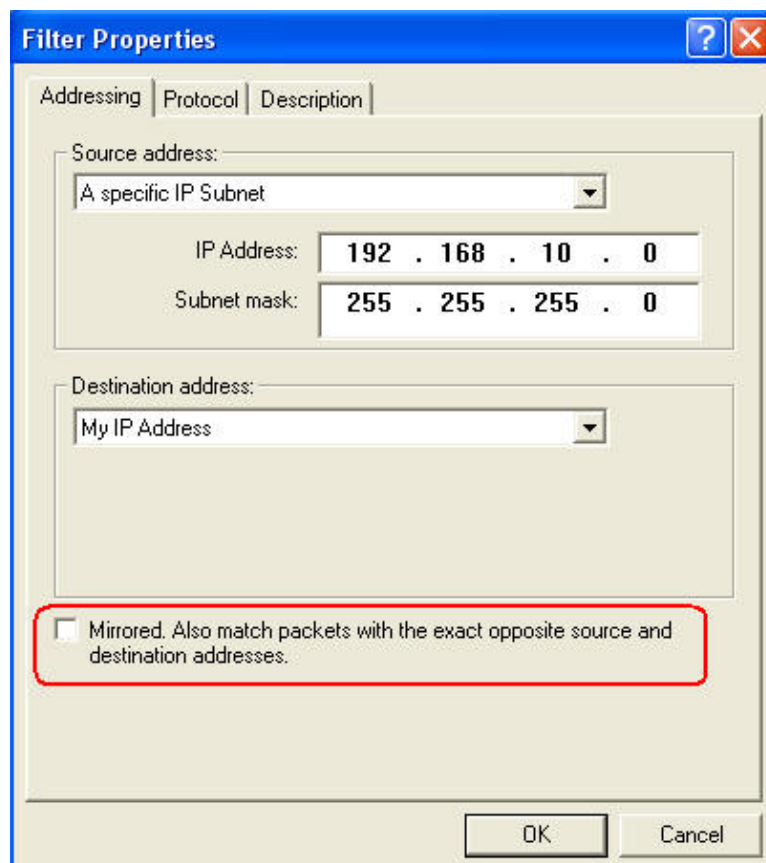 Filter Properties
Addressing Protocol Description
Source address:
A specific IP Subnet
IP Address: 192 . 168 . 10 . 0
Subnet mask: 255 . 255 . 255 . 0
Destination address:
My IP Address
Mirrored. Also match packets with the exact opposite source and
destination addresses.
OK Cancel